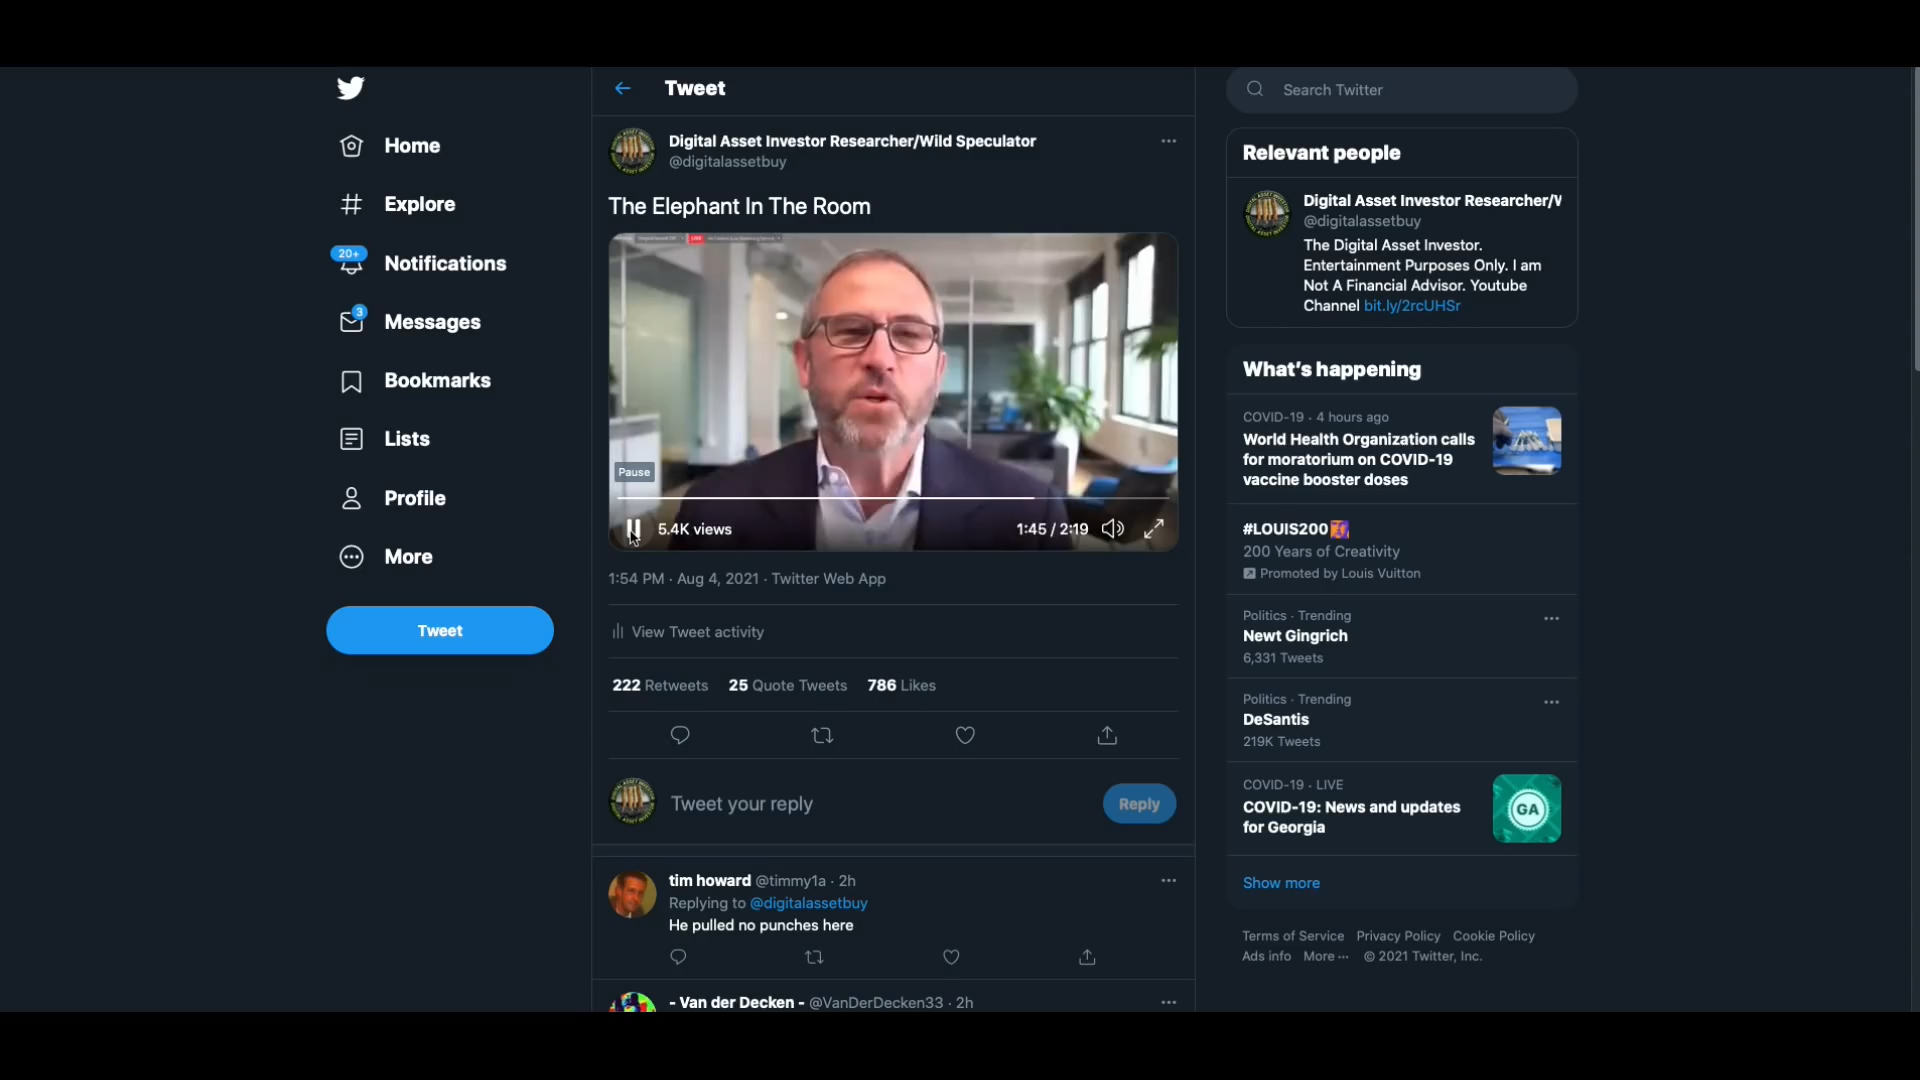 Home
Explore
20+
Notifications
3
Messages
Bookmarks
Lists
Profile
More
Tweet
Tweet
Digital Asset Investor Researcher/Wild Speculator
@digitalassetbuy
The Elephant In The Room
LIVE
Pause
5.4K views
1:45 / 2:19
1:54 PM · Aug 4, 2021 · Twitter Web App
View Tweet activity
222 Retweets 25 Quote Tweets 786 Likes
Tweet your reply
Reply
tim howard @timmy1a · 2h
Replying to @digitalassetbuy
He pulled no punches here
- Van der Decken - @VanDerDecken33 · 2h
Search Twitter
Relevant people
Digital Asset Investor Researcher/
@digitalassetbuy
The Digital Asset Investor.
Entertainment Purposes Only. I am
Not A Financial Advisor. Youtube
Channel bit.ly/2rcUHSr
What's happening
COVID-19 · 4 hours ago
World Health Organization calls
for moratorium on COVID-19
vaccine booster doses
#LOUIS200
200 Years of Creativity
Promoted by Louis Vuitton
Politics · Trending
Newt Gingrich
6,331 Tweets
Politics · Trending
DeSantis
219K Tweets
COVID-19 · LIVE
COVID-19: News and updates
for Georgia
GA
Show more
Terms of Service Privacy Policy Cookie Policy
Ads info More ··· © 2021 Twitter, Inc.